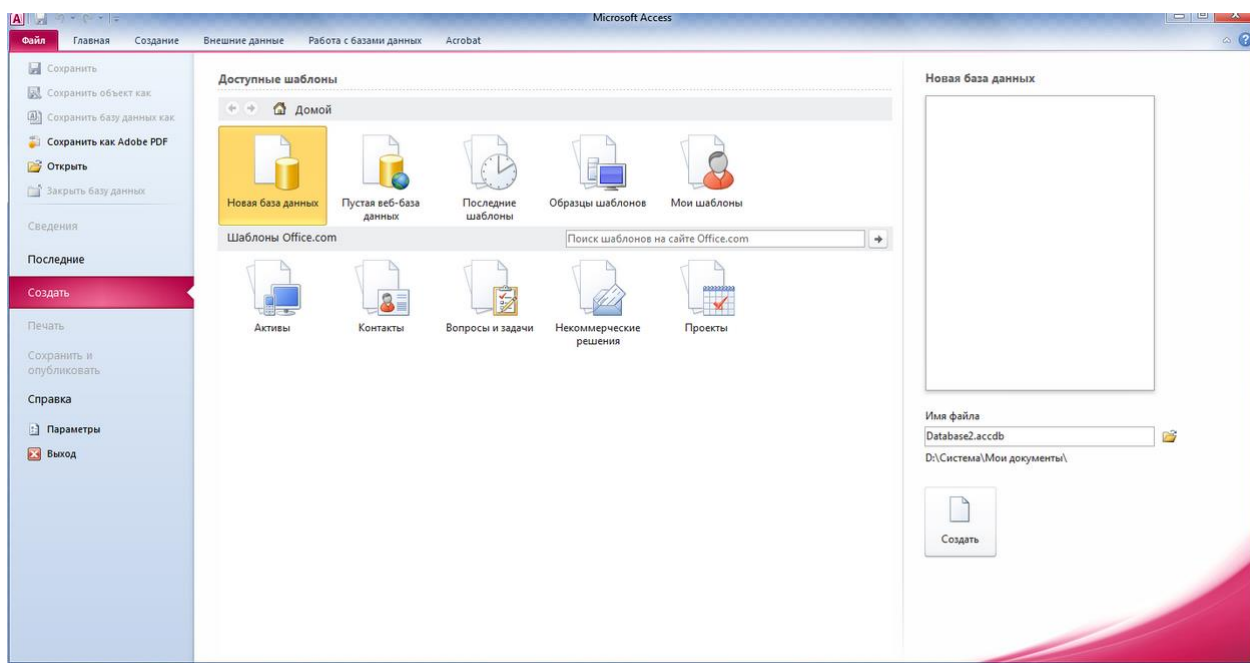 Microsoft Access
Файл Главная Создание Внешние данные Работа с базами данных Acrobat
Сохранить
Сохранить объект как
Сохранить базу данных как
Сохранить как Adobe PDF
Открыть
Закрыть базу данных
Сведения
Последние
Создать
Печать
Сохранить и
опубликовать
Справка
Параметры
Выход
Доступные шаблоны
Домой
Новая база данных
Пустая веб-база
данных
Последние
шаблоны
Образцы шаблонов
Мои шаблоны
Шаблоны Office.com
Поиск шаблонов на сайте Office.com
Активы
Контакты
Вопросы и задачи
Некоммерческие
решения
Проекты
Новая база данных
Имя файла
Database2.accdb
D:\Система\Мои документы\
Создать